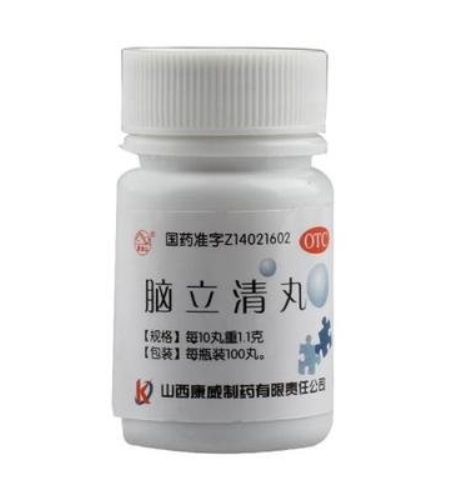 国药准字Z14021602
OTC
脑立清丸
【规格】每10丸重1.1克
【包装】每瓶装100丸。
山西康威制药有限责任公司